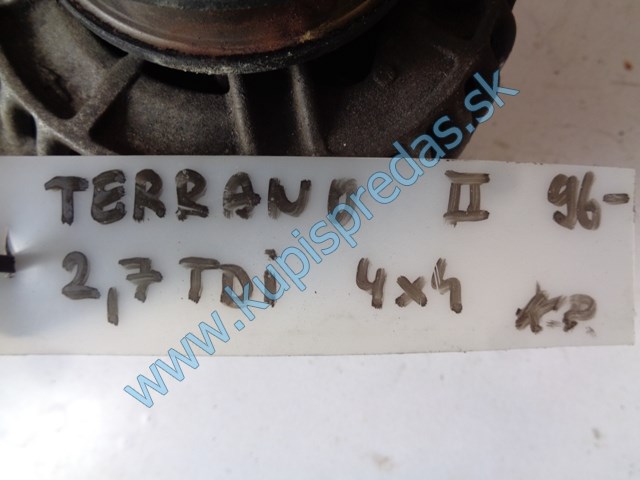 TERRANO II 96-
2,7 TDi 4x4 K.P.
www.kupispredas.sk